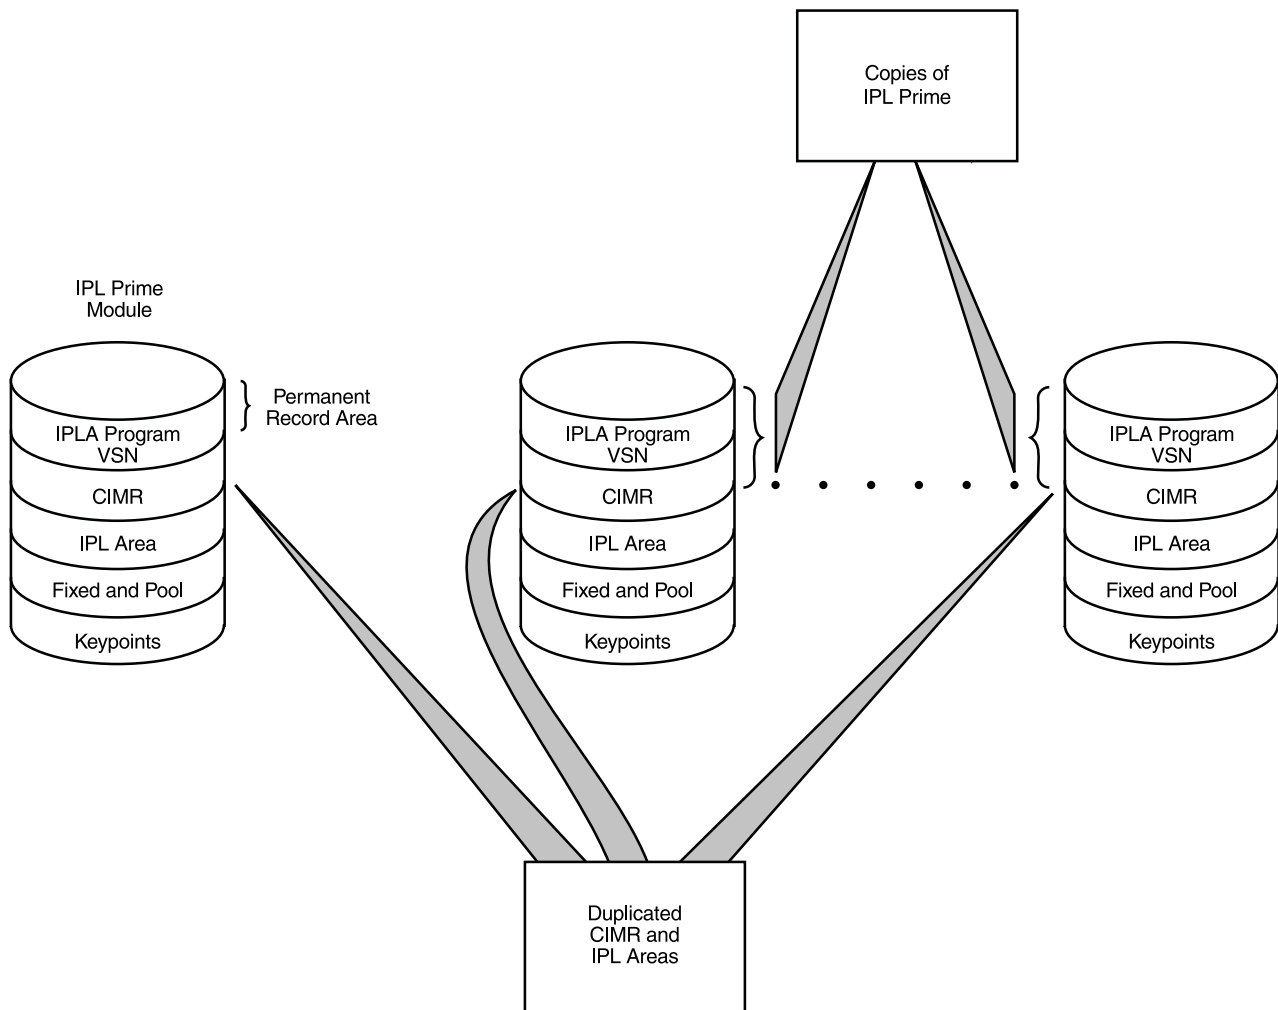 Copies of
IPL Prime
IPL Prime
Module
Permanent
Record Area
IPLA Program
VSN
CIMR
IPL Area
Fixed and Pool
Keypoints
IPLA Program
VSN
CIMR
IPL Area
Fixed and Pool
Keypoints
IPLA Program
VSN
CIMR
IPL Area
Fixed and Pool
Keypoints
Duplicated
CIMR and
IPL Areas